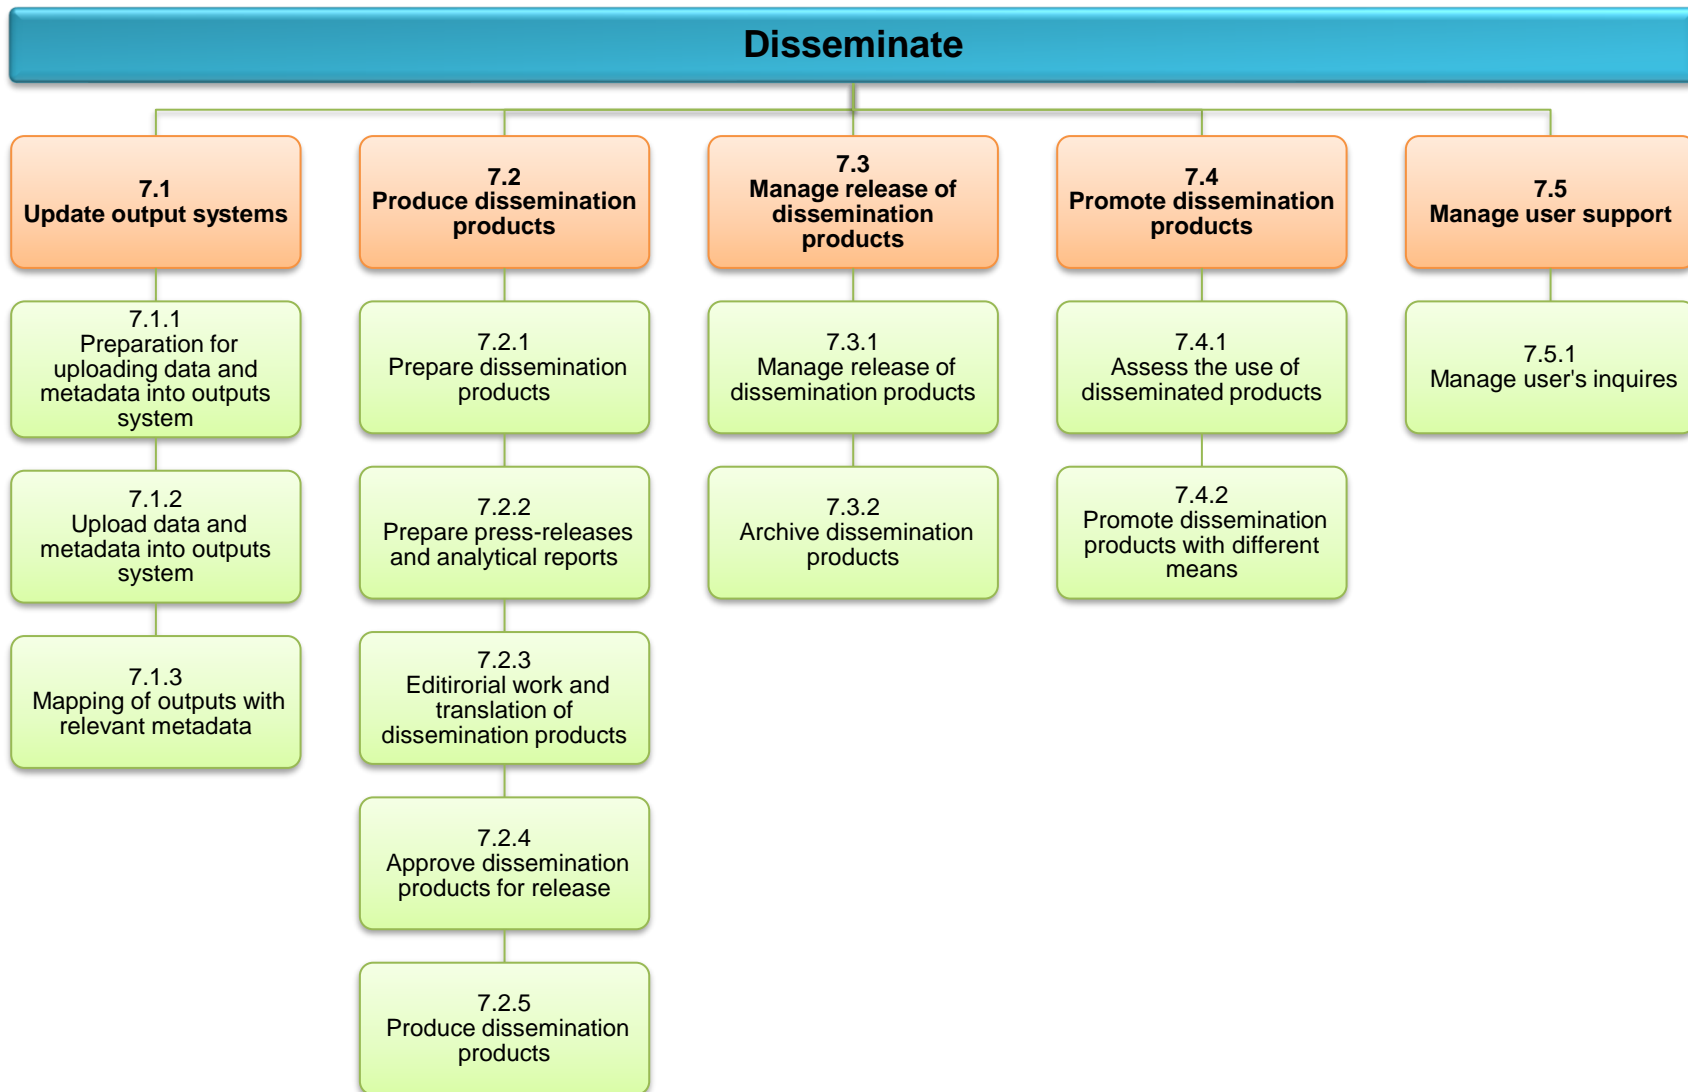 Disseminate
7.1
Update output systems
7.2
Produce dissemination
products
7.3
Manage release of
dissemination
products
7.4
Promote dissemination
products
7.5
Manage user support
7.1.1
Preparation for
uploading data and
metadata into outputs
system
7.1.2
Upload data and
metadata into outputs
system
7.1.3
Mapping of outputs with
relevant metadata
7.2.1
Prepare dissemination
products
7.2.2
Prepare press-releases
and analytical reports
7.2.3
Editirorial work and
translation of
dissemination products
7.2.4
Approve dissemination
products for release
7.2.5
Produce dissemination
products
7.3.1
Manage release of
dissemination products
7.3.2
Archive dissemination
products
7.4.1
Assess the use of
disseminated products
7.4.2
Promote dissemination
products with different
means
7.5.1
Manage user's inquires